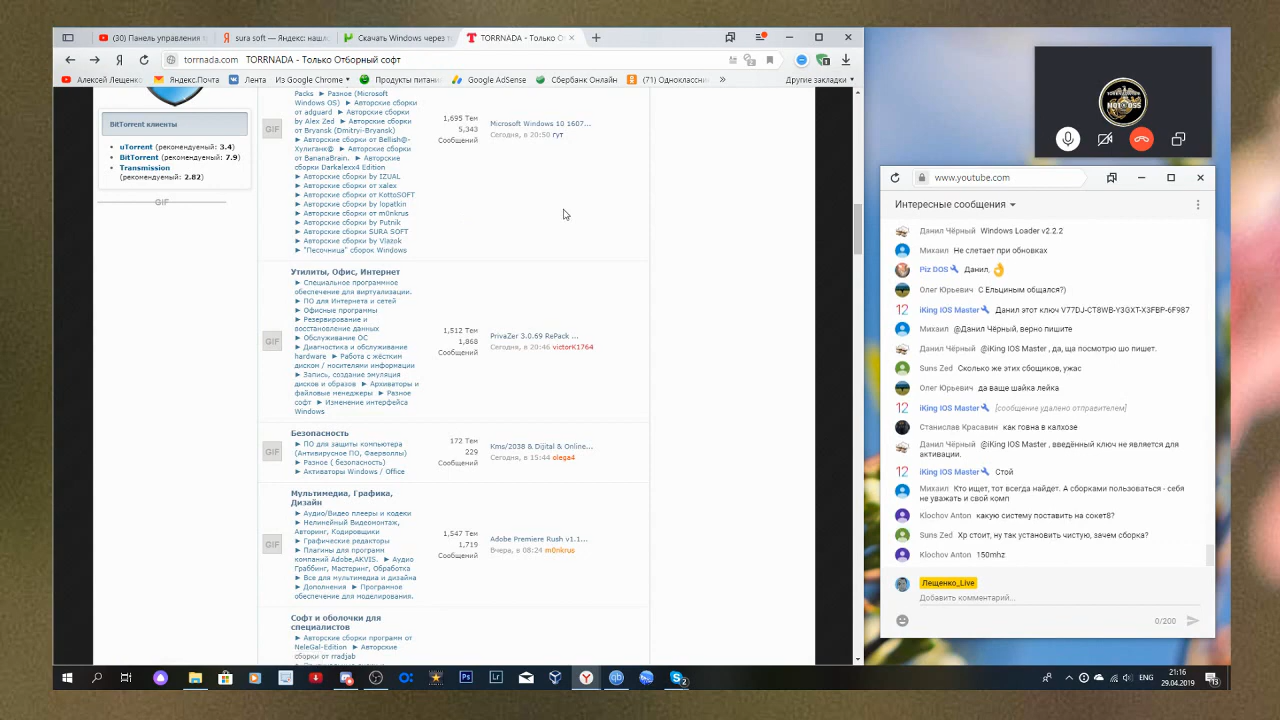 (30) Панель управления т
sura soft — Яндекс: нашло
Скачать Windows через т
TORRNADA - Только От
torrnada.com TORRNADA - Только Отборный софт
Алексей Лещенко
Яндекс.Почта
Лента
Из Google Chrome
Продукты питани
Google AdSense
Сбербанк Онлайн
(71) Одноклассни
Другие закладки
BitTorrent клиенты
uTorrent (рекомендуемый: 3.4)
BitTorrent (рекомендуемый: 7.9)
Transmission
(рекомендуемый: 2.82)
GIF
Packs ► Разное (Microsoft
Windows OS) ► Авторские сборки
от adguard ► Авторские сборки
by Alex Zed ► Авторские сборки
от Bryansk (Dmitryi-Bryansk)
► Авторские сборки от Bellish@-
Хулиганк@ ► Авторские сборки
от BananaBrain. ► Авторские
сборки Darkalexx4 Edition
► Авторские сборки by IZUAL
► Авторские сборки от xalex
► Авторские сборки от KottoSOFT
► Авторские сборки by lopatkin
► Авторские сборки от m0nkrus
► Авторские сборки by Putnik
► Авторские сборки SURA SOFT
► Авторские сборки by Vlazok
► "Песочница" сборок Windows
GIF
1,695 Тем
5,343
Сообщений
Microsoft Windows 10 1607...
Сегодня, в 20:50 гут
Утилиты, Офис, Интернет
► Специальное программное
обеспечение для виртуализации.
► ПО для Интернета и сетей
► Офисные программы
► Резервирование и
восстановление данных
► Обслуживание ОС
► Диагностика и обслуживание
hardware ► Работа с жёстким
диском / носителями информации
► Запись, создание эмуляция
дисков и образов ► Архиваторы и
файловые менеджеры ► Разное
софт ► Изменение интерфейса
Windows
GIF
1,512 Тем
1,868
Сообщений
PrivaZer 3.0.69 RePack ...
Сегодня, в 20:46 victorK1764
Безопасность
► ПО для защиты компьютера
(Антивирусное ПО, Фаерволлы)
► Разное ( безопасность)
► Активаторы Windows / Office
GIF
172 Тем
229
Сообщений
Kms/2038 & Dijital & Online...
Сегодня, в 15:44 olega4
Мультимедиа, Графика,
Дизайн
► Аудио/Видео плееры и кодеки
► Нелинейный Видеомонтаж,
Авторинг, Кодировщики
► Графические редакторы
► Плагины для програм
компаний Adobe,AKVIS. ► Аудио
Граббинг, Мастеринг, Обработка
► Все для мультимедиа и дизайна
► Дополнения ► Програмное
обеспечение для моделирования.
GIF
1,547 Тем
1,719
Сообщений
Adobe Premiere Rush v1.1...
Вчера, в 08:24 m0nkrus
Софт и оболочки для
специалистов
► Авторские сборки програм от
NeleGal-Edition ► Авторские
сборки от rradjab
www.youtube.com
Интересные сообщения
Данил Чёрный Windows Loader v2.2.2
Михаил Не слетает при обновках
Piz DOS Данил, 👌
Олег Юрьевич С Ельциным общался?)
iKing IOS Master Данил этот ключ V77DJ-CT8WB-Y3GXT-X3FBP-6F987
Михаил @Данил Чёрный, верно пишите
Данил Чёрный @iKing IOS Master , да, ща посмотрю шо пишет.
Suns Zed Сколько же этих сбощиков, ужас
Олег Юрьевич да ваще шайка лейка
iKing IOS Master [сообщение удалено отправителем]
Станислав Красавин как говна в калхозе
Данил Чёрный @iKing IOS Master , введённый ключ не является для
активации.
iKing IOS Master Стой
Михаил Кто ищет, тот всегда найдет. А сборками пользоваться - себя
не уважать и свой комп
Klochov Anton какую систему поставить на сокет8?
Suns Zed Хр стоит, ну так установить чистую, зачем сборка?
Klochov Anton 150mhz
Лещенко_Live
Добавить комментарий...
0/200
ENG
21:16
29.04.2019
13